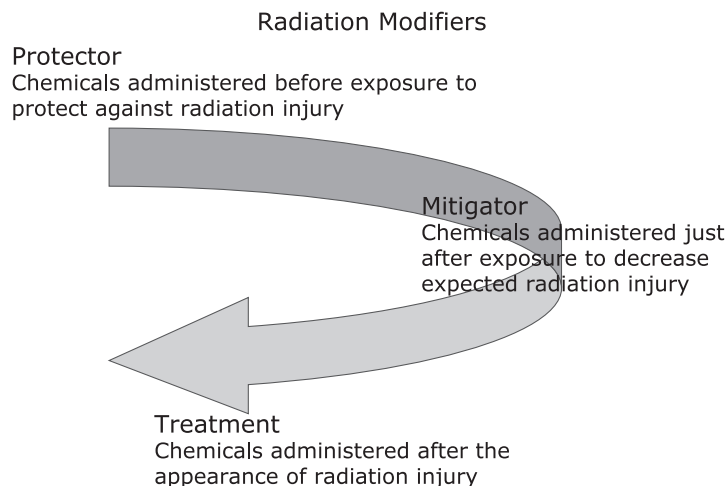 Radiation Modifiers
Protector
Chemicals administered before exposure to
protect against radiation injury
Mitigator
Chemicals administered just
after exposure to decrease
expected radiation injury
Treatment
Chemicals administered after the
appearance of radiation injury